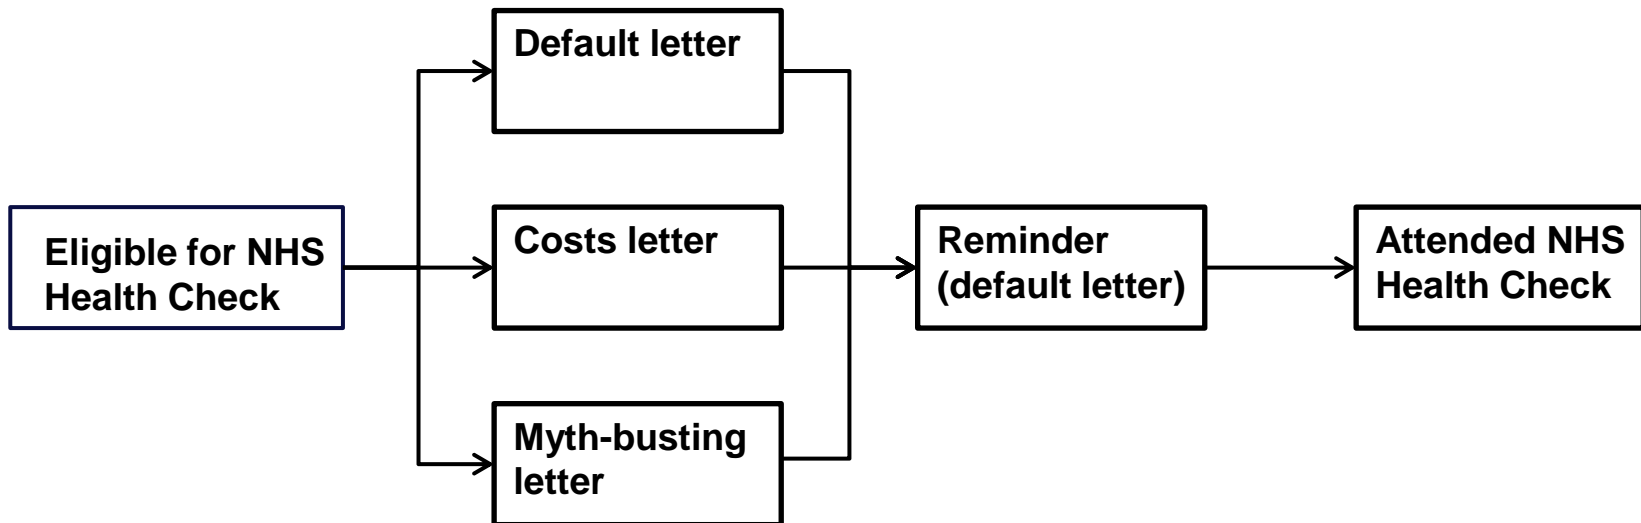 Default letter
Eligible for NHS
Health Check
Costs letter
Reminder
(default letter)
Attended NHS
Health Check
Myth-busting
letter